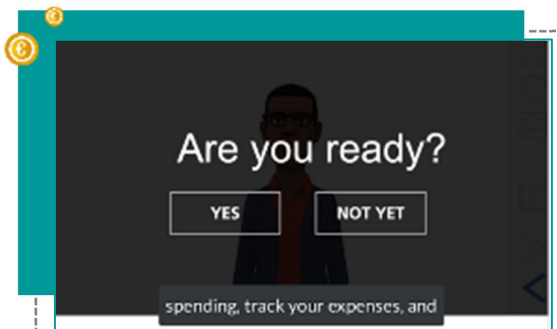 Are you ready?
YES NOT YET
spending, track your expenses, and